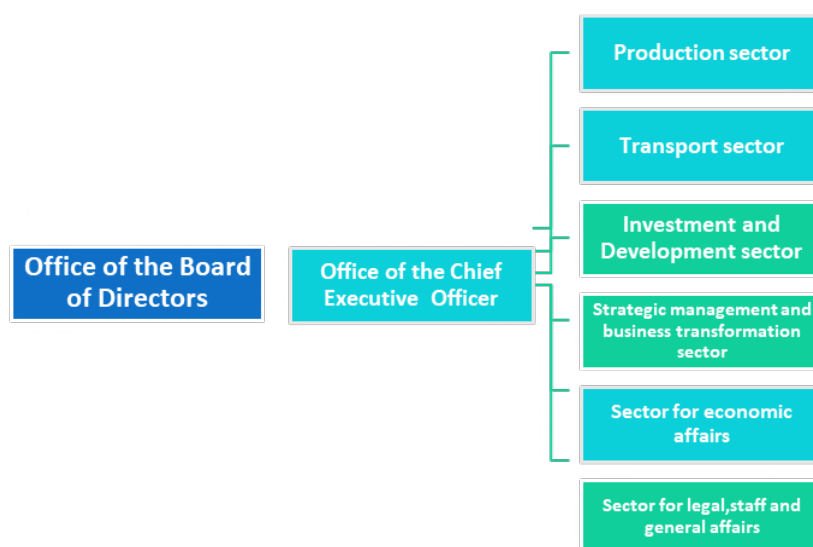 Production sector
Transport sector
Investment and
Development sector
Office of the Board
of Directors
Office of the Chief
Executive Officer
Strategic management and
business transformation
sector
Sector for economic
affairs
Sector for legal,staff and
general affairs